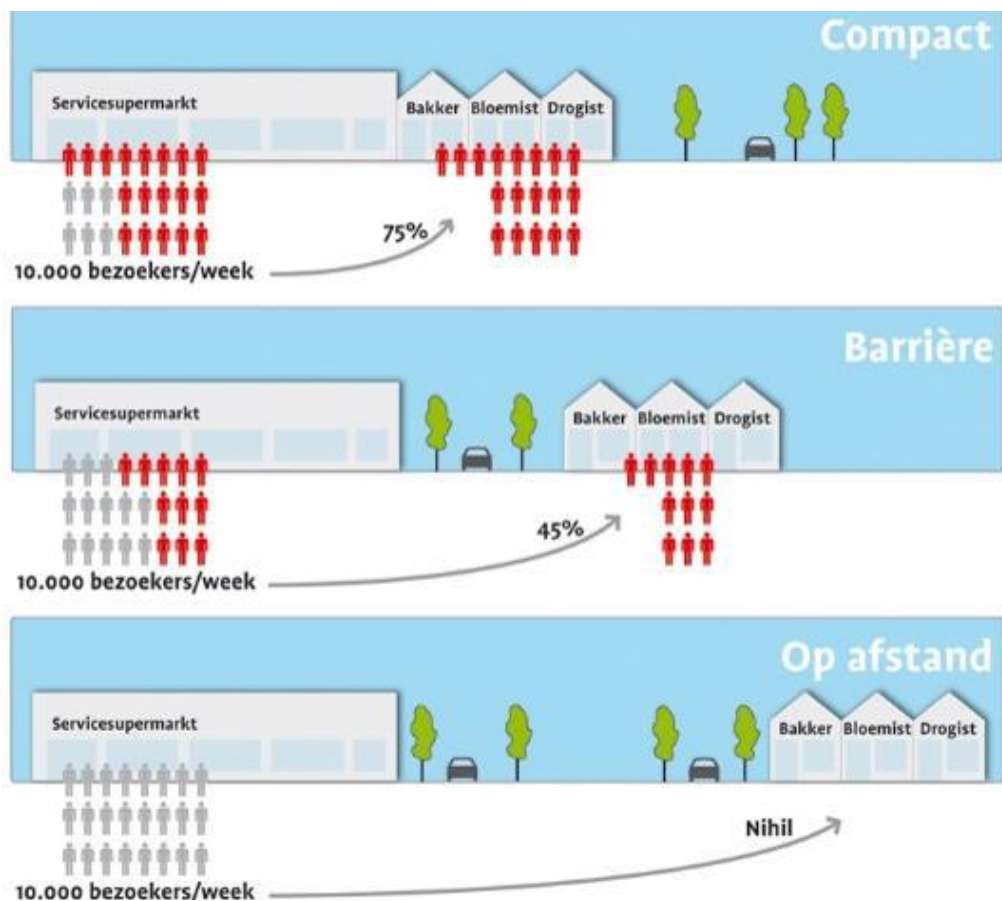 Compact
Servicesupermarkt
Bakker Bloemist Drogist
75%
10.000 bezoekers/week
Barrière
Servicesupermarkt
Bakker Bloemist Drogist
45%
10.000 bezoekers/week
Op afstand
Servicesupermarkt
Bakker Bloemist Drogist
Nihil
10.000 bezoekers/week